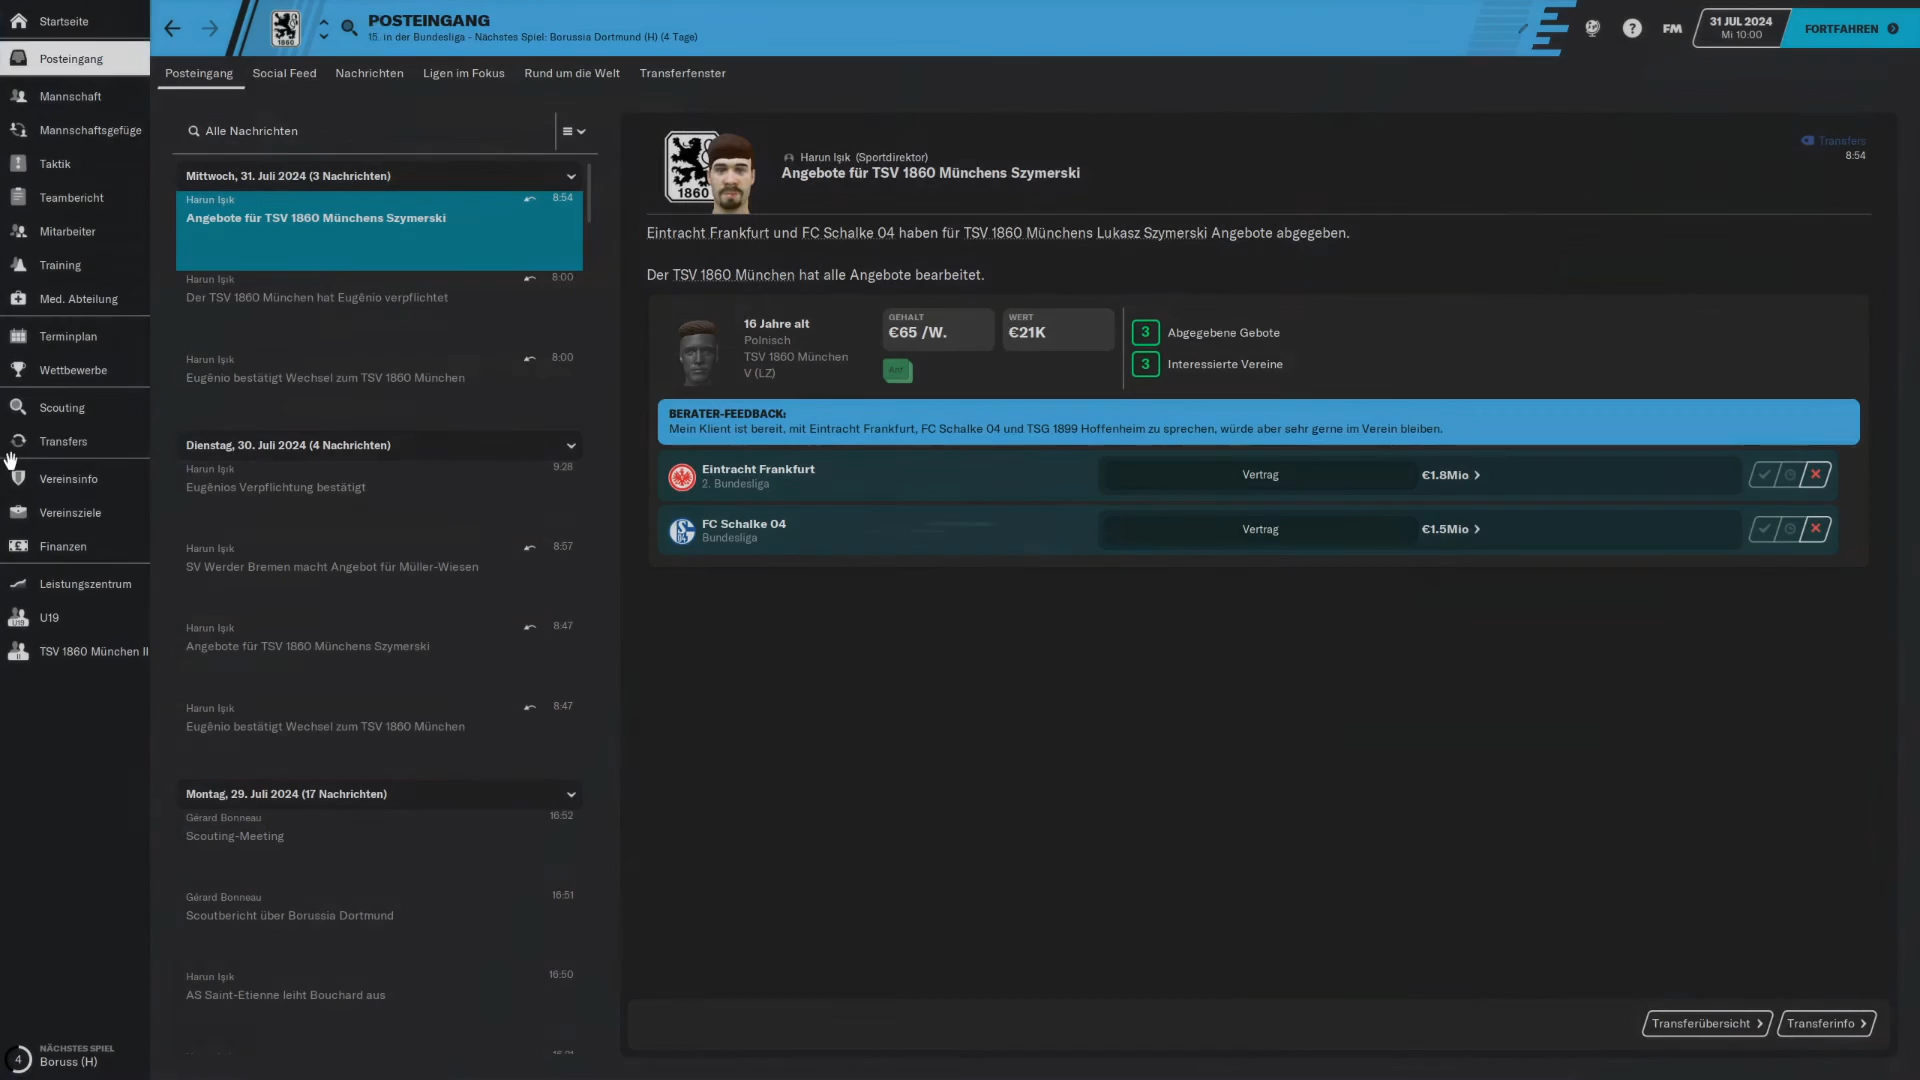 Startseite
Posteingang
Mannschaft
Mannschaftsgefüge
Taktik
Teambericht
Mitarbeiter
Training
Med. Abteilung
Terminplan
Wettbewerbe
Scouting
Transfers
Vereinsinfo
Vereinsziele
Finanzen
Leistungszentrum
U19
TSV 1860 München II
4
NÄCHSTES SPIEL
Boruss (H)
POSTEINGANG
15. in der Bundesliga - Nächstes Spiel: Borussia Dortmund (H) (4 Tage)
FM
31 JUL 2024
Mi 10:00
FORTFAHREN
Posteingang
Social Feed
Nachrichten
Ligen im Fokus
Rund um die Welt
Transferfenster
Alle Nachrichten
Mittwoch, 31. Juli 2024 (3 Nachrichten)
Harun Işık
8:54
Angebote für TSV 1860 Münchens Szymerski
Harun Işık
8:00
Der TSV 1860 München hat Eugênio verpflichtet
Harun Işık
8:00
Eugênio bestätigt Wechsel zum TSV 1860 München
Dienstag, 30. Juli 2024 (4 Nachrichten)
Harun Işık
9:28
Eugênios Verpflichtung bestätigt
Harun Işık
8:57
SV Werder Bremen macht Angebot für Müller-Wiesen
Harun Işık
8:47
Angebote für TSV 1860 Münchens Szymerski
Harun Işık
8:47
Eugênio bestätigt Wechsel zum TSV 1860 München
Montag, 29. Juli 2024 (17 Nachrichten)
Gérard Bonneau
16:52
Scouting-Meeting
Gérard Bonneau
16:51
Scoutbericht über Borussia Dortmund
Harun Işık
16:50
AS Saint-Etienne leiht Bouchard aus
1860
Harun Işık (Sportdirektor)
Angebote für TSV 1860 Münchens Szymerski
Transfers
8:54
Eintracht Frankfurt und FC Schalke 04 haben für TSV 1860 Münchens Lukasz Szymerski Angebote abgegeben.
Der TSV 1860 München hat alle Angebote bearbeitet.
16 Jahre alt
Polnisch
TSV 1860 München
V (LZ)
GEHALT
€65 /W.
WERT
€21K
Anf
3 Abgegebene Gebote
3 Interessierte Vereine
BERATER-FEEDBACK:
Mein Klient ist bereit, mit Eintracht Frankfurt, FC Schalke 04 und TSG 1899 Hoffenheim zu sprechen, würde aber sehr gerne im Verein bleiben.
Eintracht Frankfurt
2. Bundesliga
Vertrag
€1.8Mio
FC Schalke 04
Bundesliga
Vertrag
€1.5Mio
Transferübersicht
Transferinfo